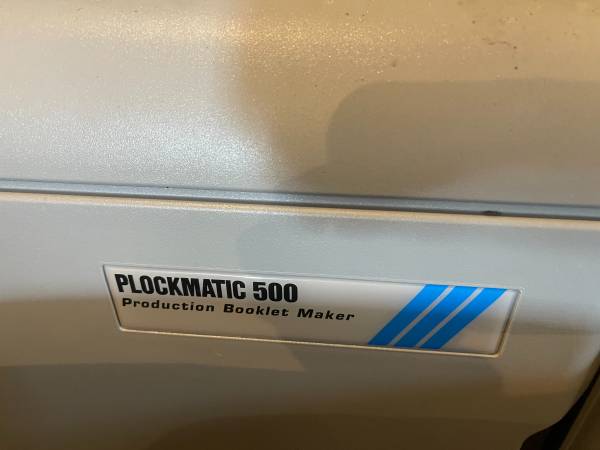 PLOCKMATIC 500
Production Booklet Maker